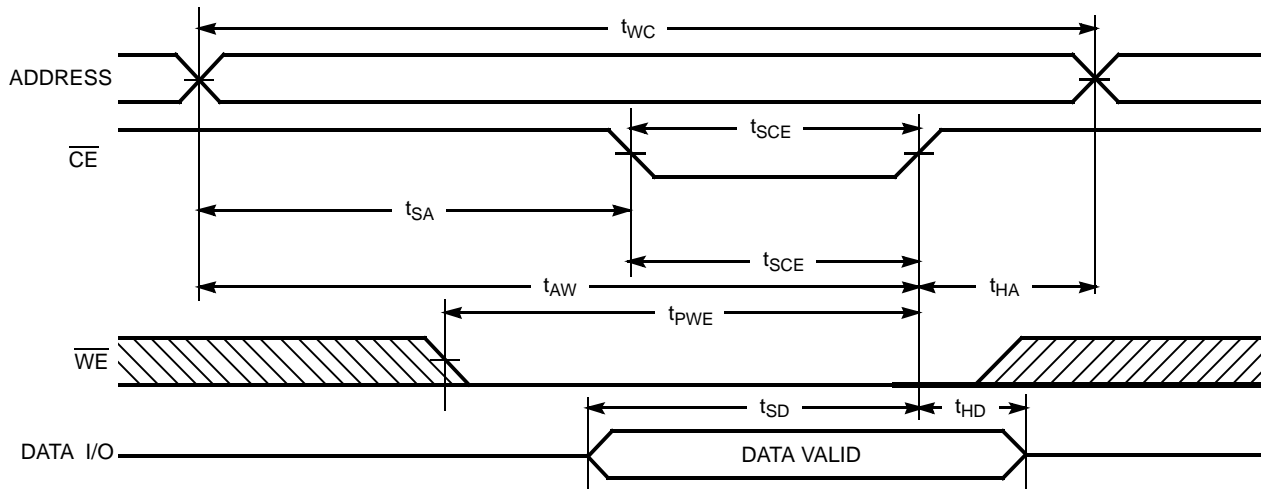 tWC
ADDRESS
tSCE
CE
tSA
tSCE
tAW
tHA
tPWE
WE
tSD
tHD
DATA I/O
DATA VALID